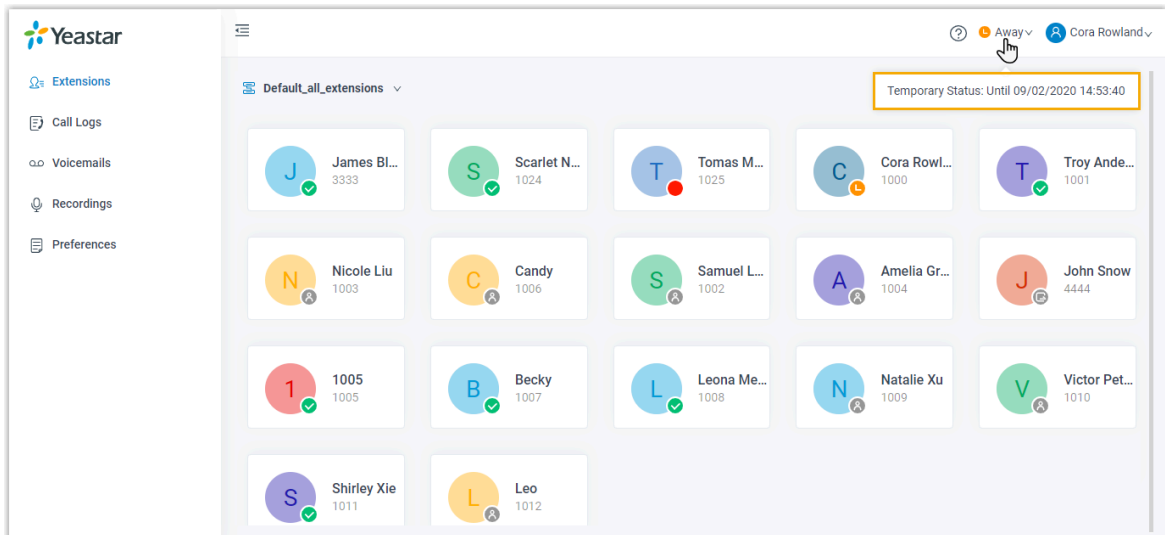 Yeastar
Away
Cora Rowland
Extensions
Default_all_extensions
Temporary Status: Until 09/02/2020 14:53:40
Call Logs
Voicemails
Recordings
Preferences
J
James Bl...
3333
S
Scarlet N...
1024
T
Tomas M...
1025
C
Cora Rowl...
1000
T
Troy Ande...
1001
N
Nicole Liu
1003
C
Candy
1006
S
Samuel L...
1002
A
Amelia Gr...
1004
J
John Snow
4444
1
1005
1005
B
Becky
1007
L
Leona Me...
1008
N
Natalie Xu
1009
V
Victor Pet...
1010
S
Shirley Xie
1011
L
Leo
1012